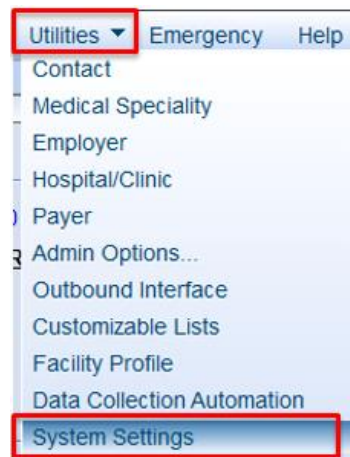 Utilities ▼ Emergency Help
Contact
Medical Speciality
Employer
Hospital/Clinic
Payer
Admin Options...
Outbound Interface
Customizable Lists
Facility Profile
Data Collection Automation
System Settings